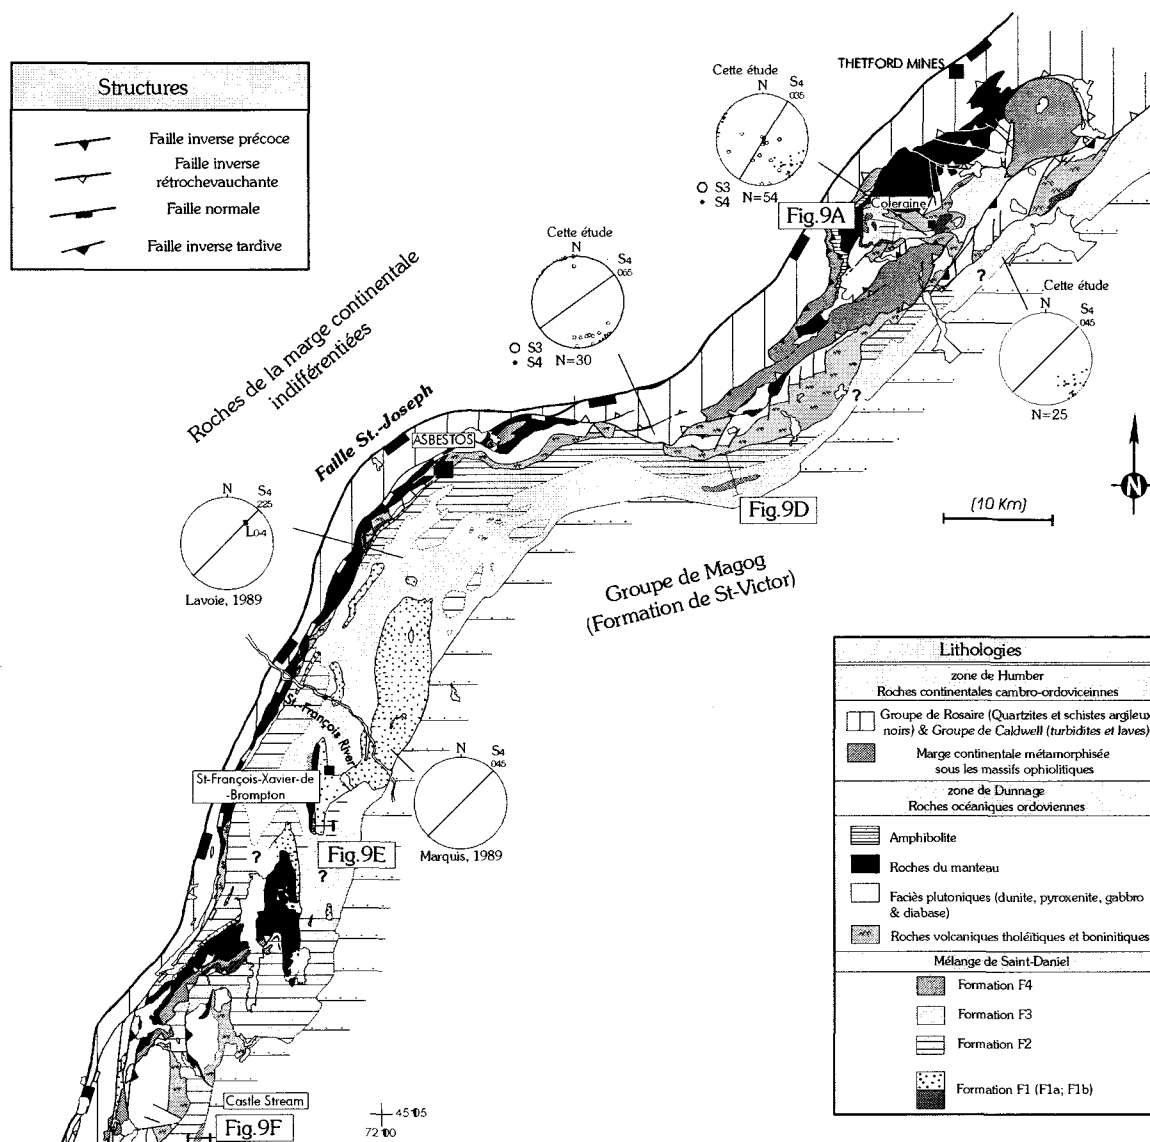 Structures
Faille inverse précoce
Faille inverse
rétrochevauchante
Faille normale
Faille inverse tardive
THETFORD MINES
Cette étude
N
S4
035
S3
S4
N=54
Fig.9A
Coleraine
Cette étude
N
S4
065
S3
S4
N=30
Roches de la marge continentale
indifférentiées
?
Cette étude
N
S4
045
N=25
?
Faille St.-Joseph
ASBESTOS
Fig.9D
N
(10 Km)
N
S4
225
L0-4
Lavoie, 1989
Groupe de Magog
(Formation de St-Victor)
St.-François River
St-François-Xavier-de
-Brompton
N
S4
045
Marquis, 1989
Fig.9E
?
?
Castle Stream
Fig.9F
45°05
72°00
Lithologies
zone de Humber
Roches continentales cambro-ordoviceinnes
Groupe de Rosaire (Quartzites et schistes argileux
noirs) & Groupe de Caldwell (turbidites et laves)
Marge continentale métamorphisée
sous les massifs ophiolitiques
zone de Dunnage
Roches océaniques ordoviennes
Amphibolite
Roches du manteau
Faciès plutoniques (dunite, pyroxenite, gabbro
& diabase)
Roches volcaniques tholéïtiques et boninitiques
Mélange de Saint-Daniel
Formation F4
Formation F3
Formation F2
Formation F1 (F1a; F1b)